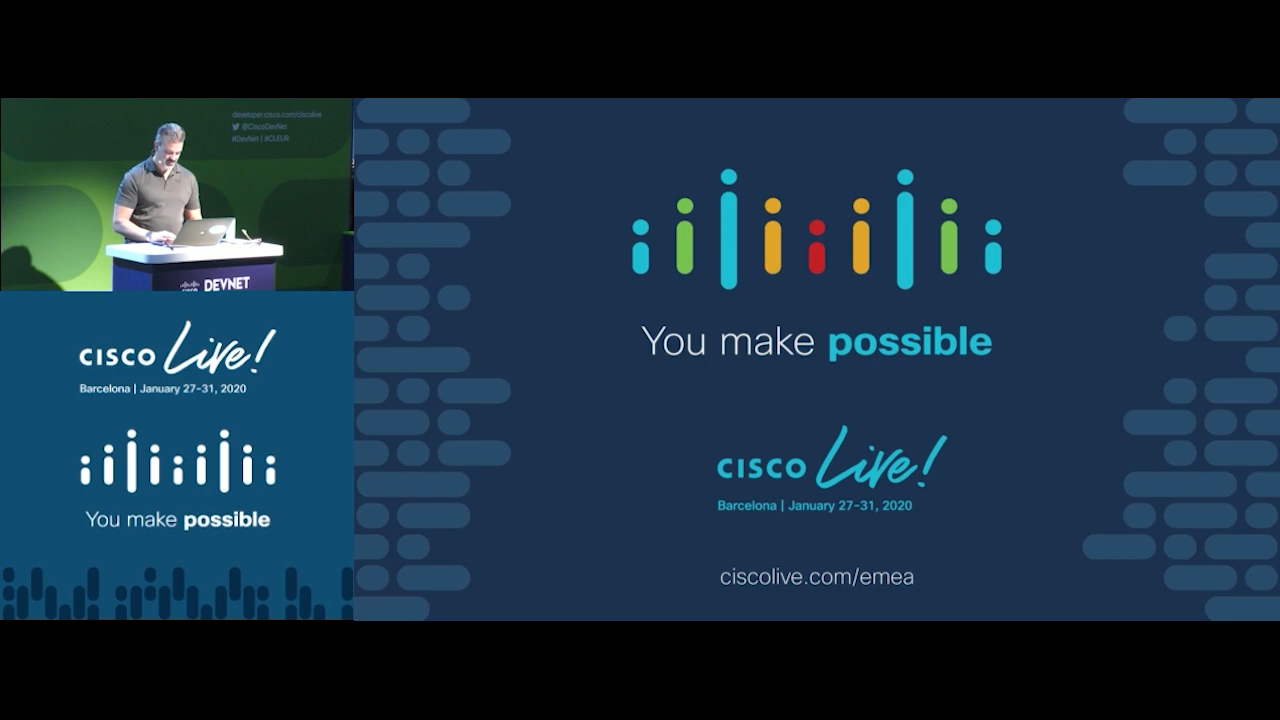 developer.cisco.com/ciscolive
@CiscoDevNet
#DevNet | #CLEUR
CISCO
DEVNET
CISCO Live!
Barcelona | January 27-31, 2020
You make possible
You make possible
CISCO Live!
Barcelona | January 27-31, 2020
ciscolive.com/emea